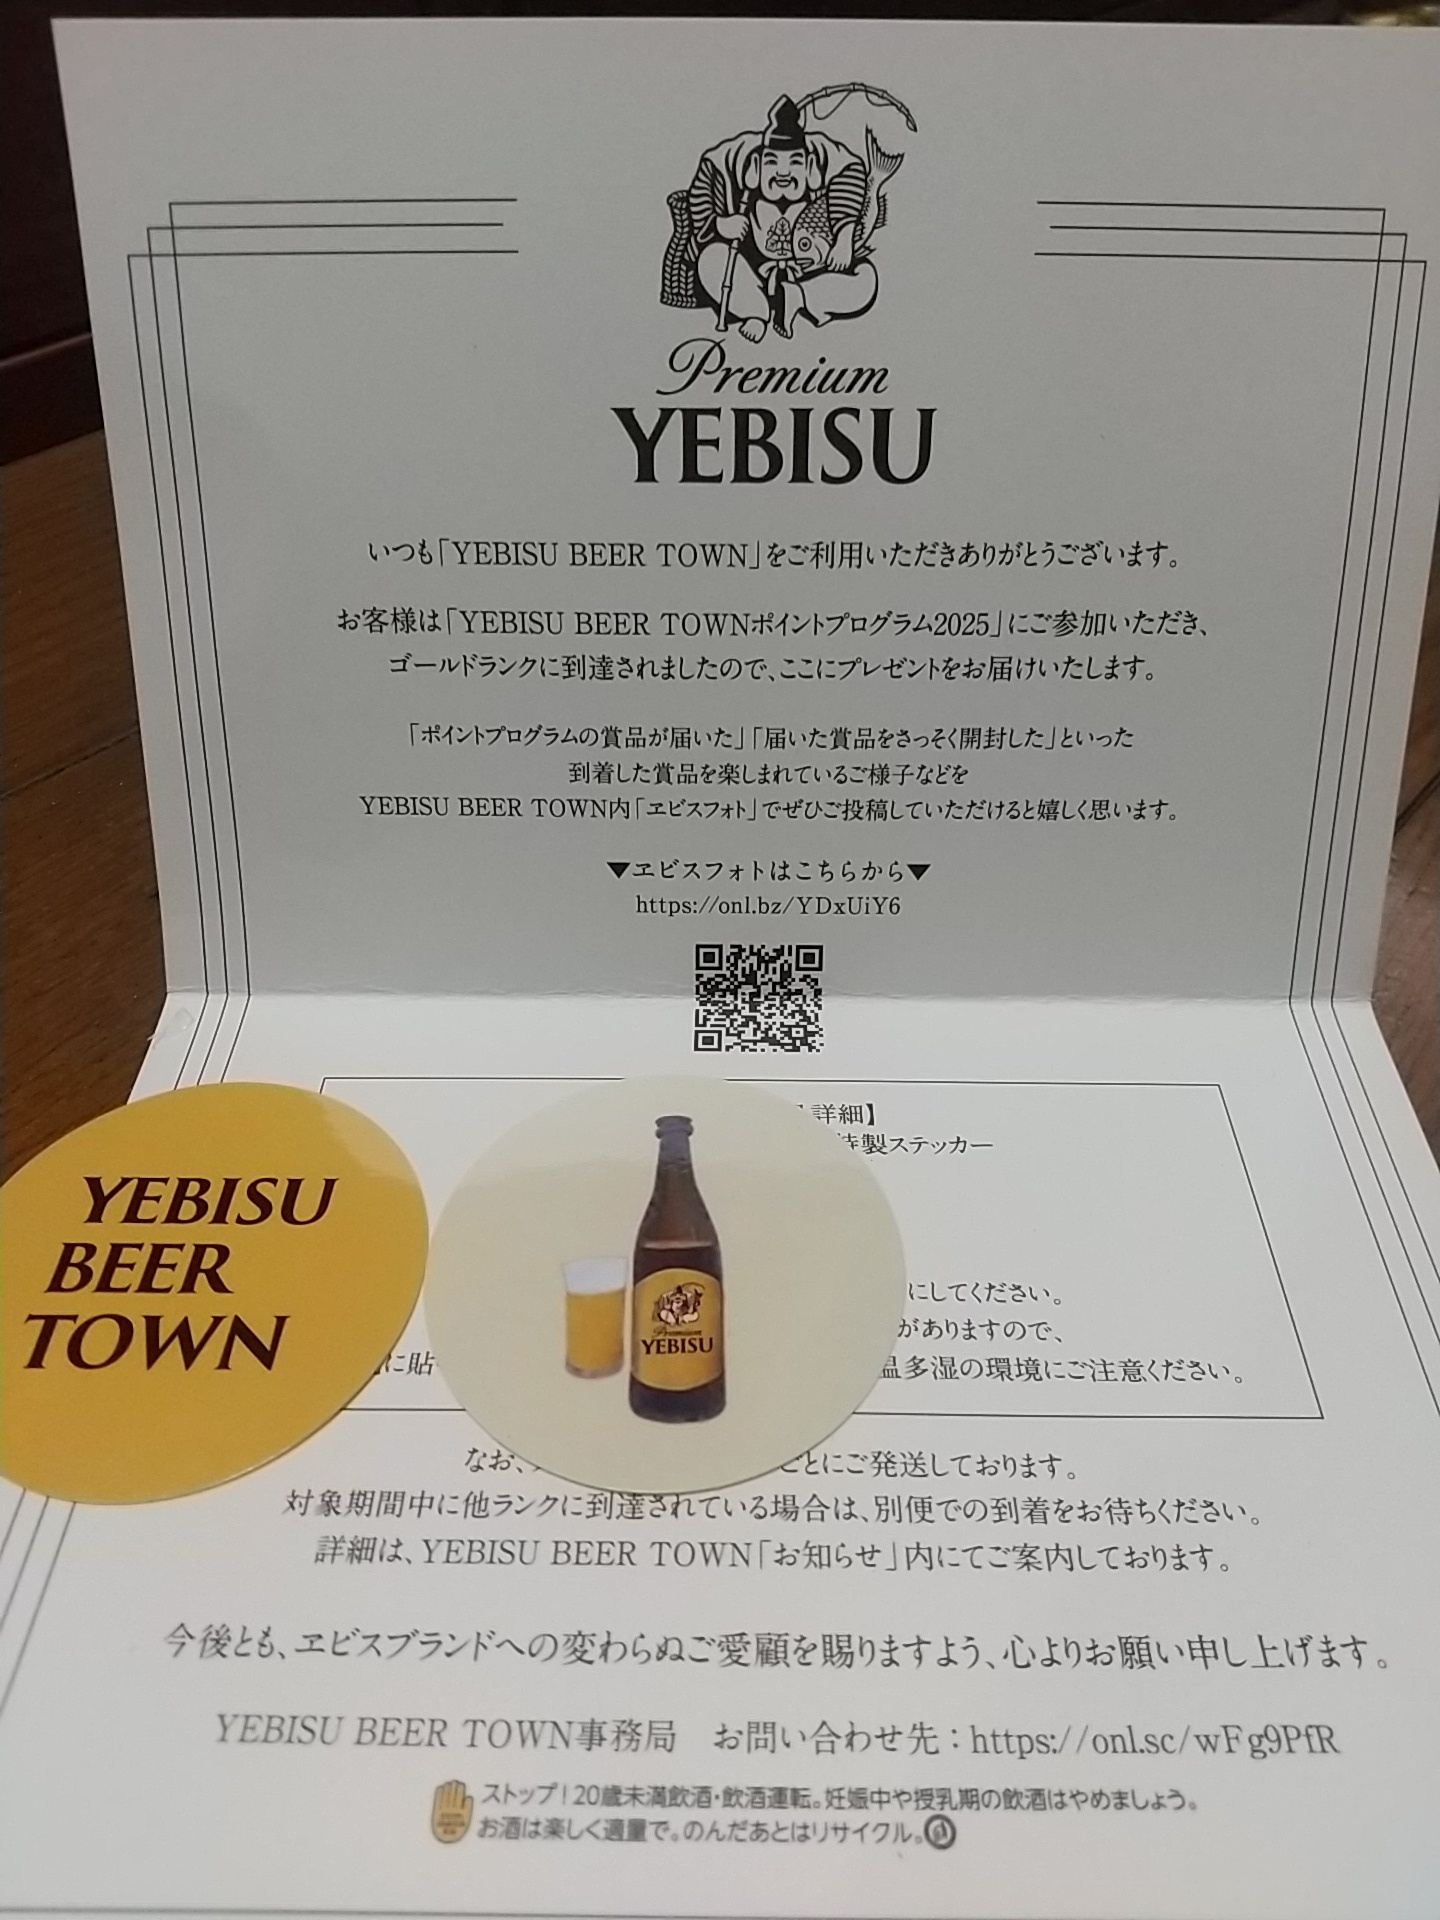 Premium
YEBISU
いつも「YEBISU BEER TOWN」をご利用いただきありがとうございます。
お客様は「YEBISU BEER TOWNポイントプログラム2025」にご参加いただき、
ゴールドランクに到達されましたので、ここにプレゼントをお届けいたします。
「ポイントプログラムの賞品が届いた」「届いた賞品をさっそく開封した」といった
到着した賞品を楽しまれているご様子などを
YEBISU BEER TOWN内「ヱビスフォト」でぜひご投稿していただけると嬉しく思います。
▼ヱビスフォトはこちらから▼
https://onl.bz/YDxUiY6
詳細】
特製ステッカー
にしてください。
がありますので、
に貼
温多湿の環境にご注意ください。
YEBISU
BEER
TOWN
Premium
YEBISU
なお、
ごとにご発送しております。
対象期間中に他ランクに到達されている場合は、別便での到着をお待ちください。
詳細は、YEBISU BEER TOWN「お知らせ」内にてご案内しております。
今後とも、ヱビスブランドへの変わらぬご愛顧を賜りますよう、心よりお願い申し上げます。
YEBISU BEER TOWN事務局　お問い合わせ先：https://onl.sc/wFg9PfR
ストップ！20歳未満飲酒・飲酒運転。妊娠中や授乳期の飲酒はやめましょう。
お酒は楽しく適量で。のんだあとはリサイクル。